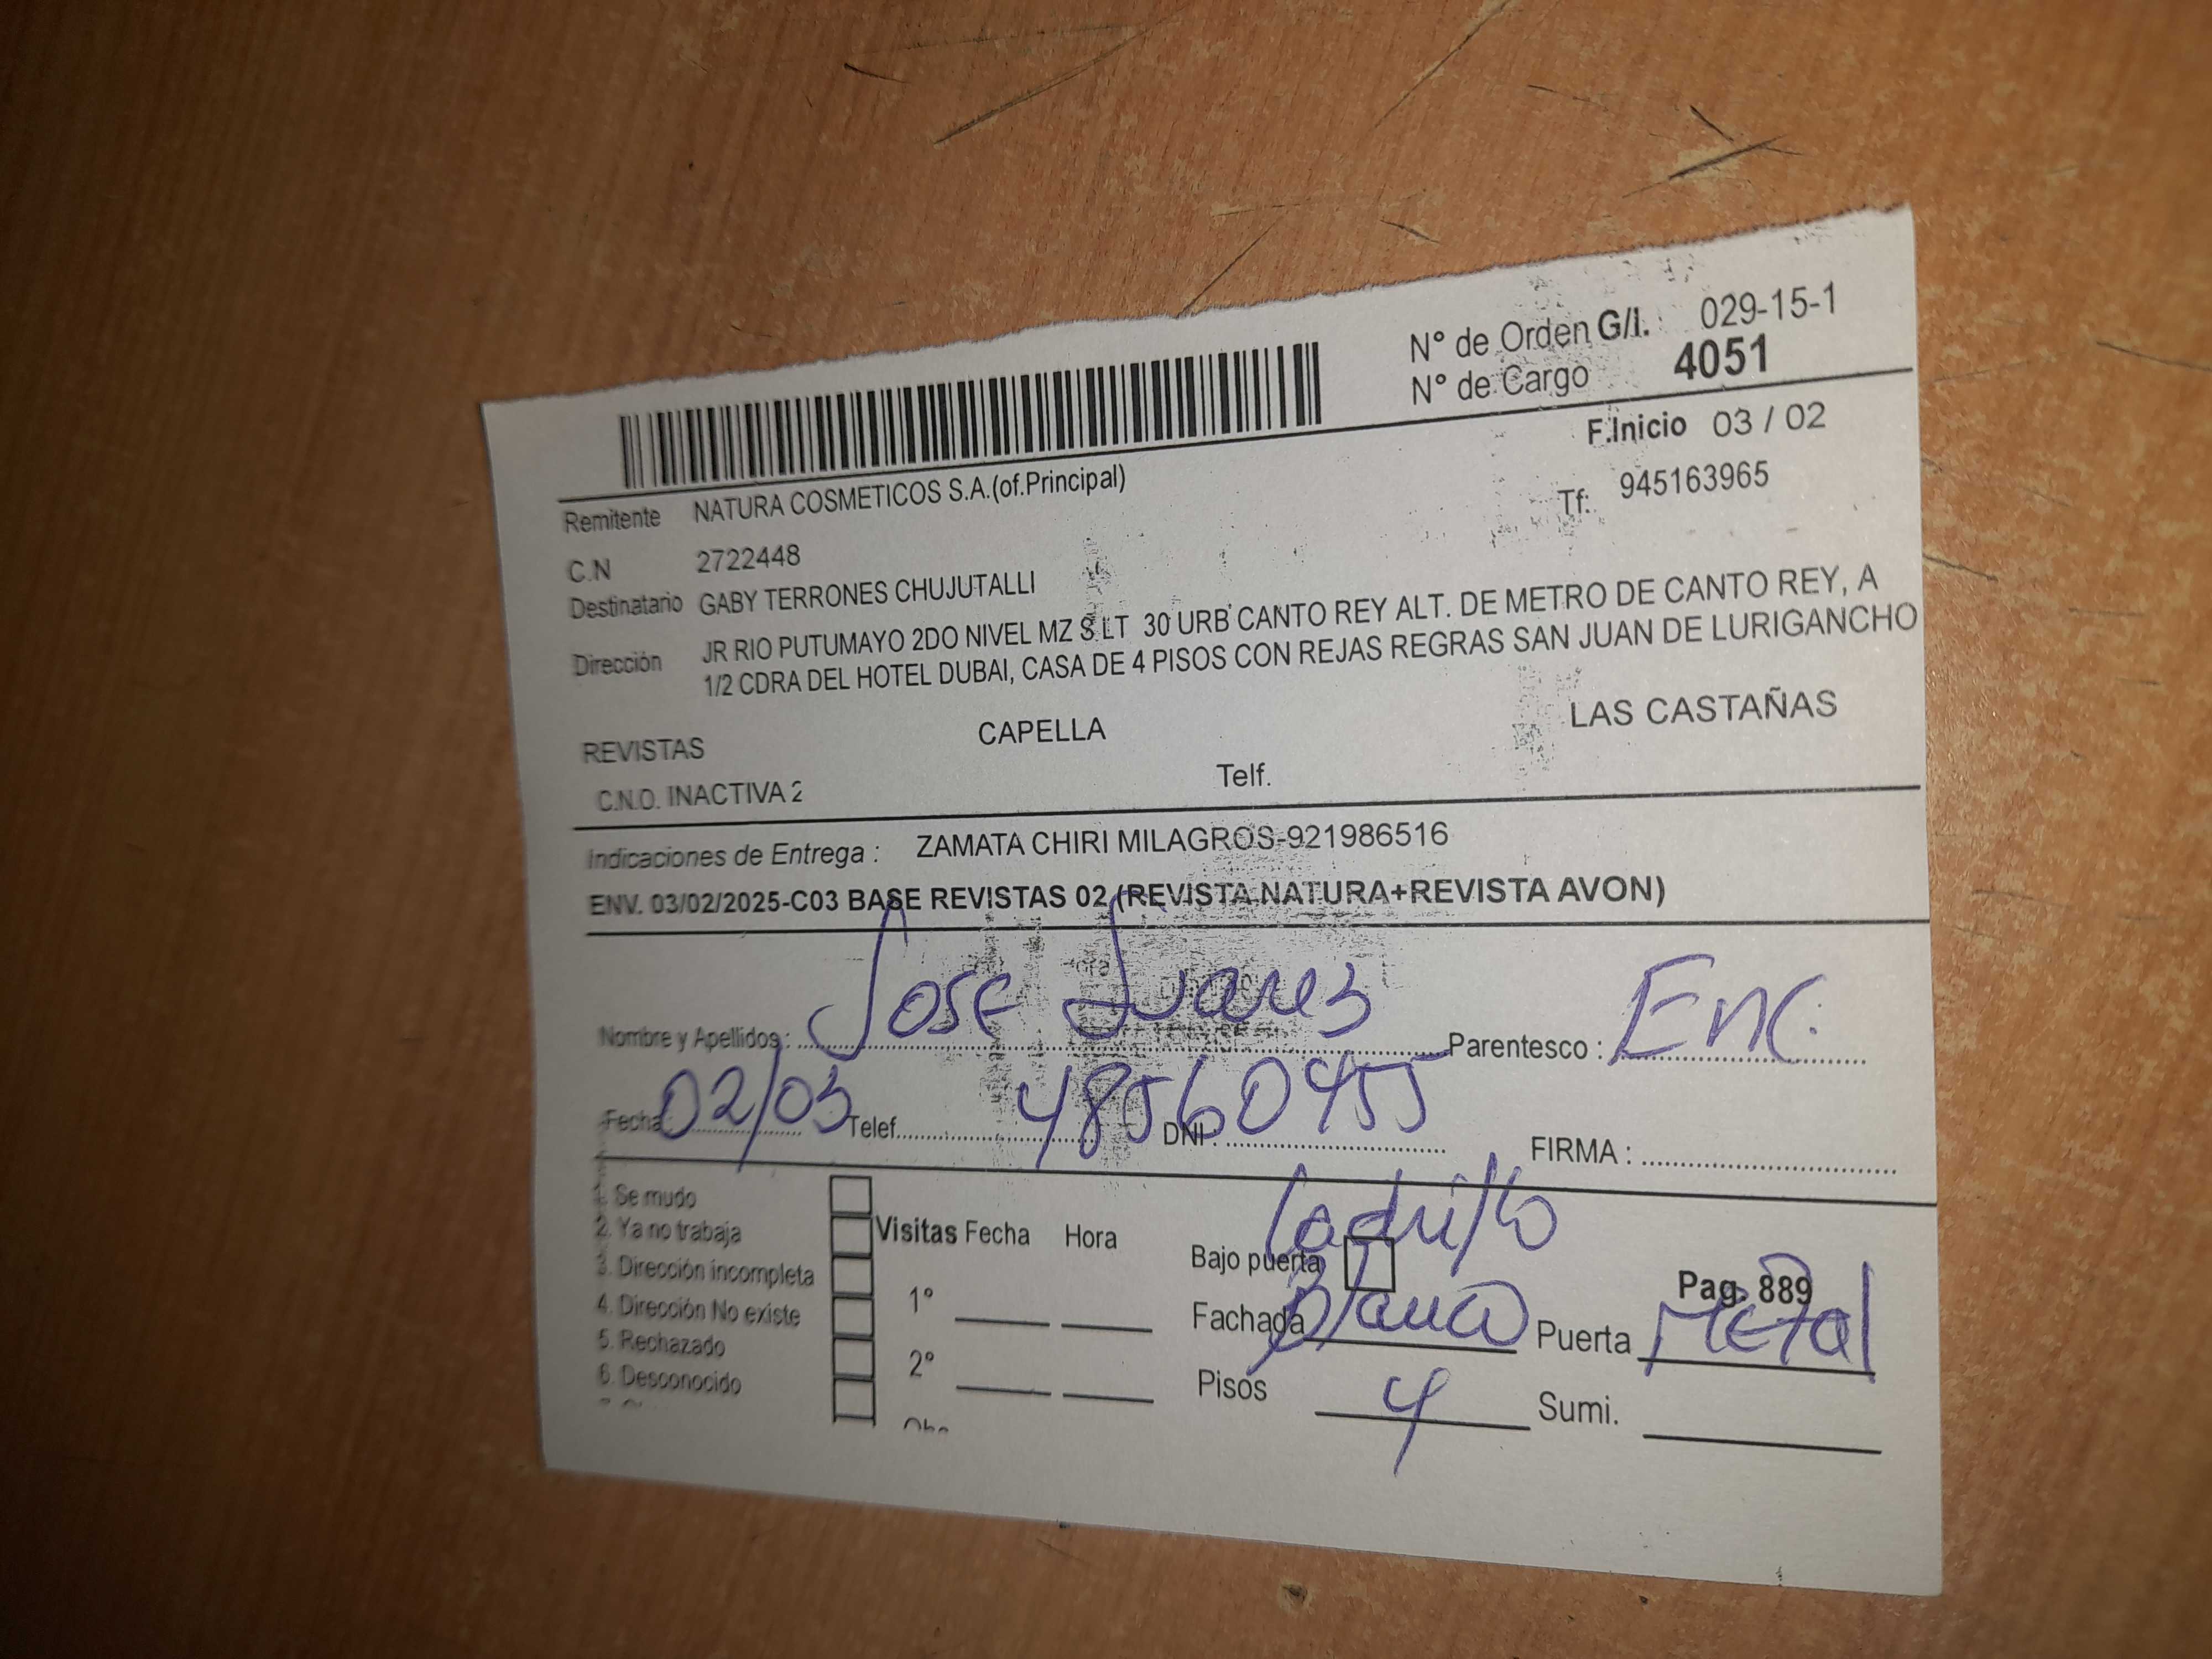 N° de Orden G/I. 029-15-1
N° de Cargo 4051
F.Inicio 03 / 02
Remitente NATURA COSMETICOS S.A.(of.Principal)
Tf: 945163965
C.N 2722448
Destinatario GABY TERRONES CHUJUTALLI
Dirección JR RIO PUTUMAYO 2DO NIVEL MZ S LT 30 URB CANTO REY ALT. DE METRO DE CANTO REY, A
1/2 CDRA DEL HOTEL DUBAI, CASA DE 4 PISOS CON REJAS REGRAS SAN JUAN DE LURIGANCHO
REVISTAS CAPELLA LAS CASTAÑAS
C.N.O. INACTIVA 2 Telf.
Indicaciones de Entrega : ZAMATA CHIRI MILAGROS-921986516
ENV. 03/02/2025-C03 BASE REVISTAS 02 (REVISTA NATURA+REVISTA AVON)
Nombre y Apellidos : Jose Parentesco : Enc.
Fecha 02/03 Telef. DNI : 48560455 FIRMA :
1. Se mudo
2. Ya no trabaja
3. Dirección incompleta
4. Dirección No existe
5. Rechazado
6. Desconocido
Visitas Fecha Hora
1°
2°
Ladrillo
Bajo puerta
Pag. 889
Fachada Blanca Puerta Metal
Pisos 4 Sumi.